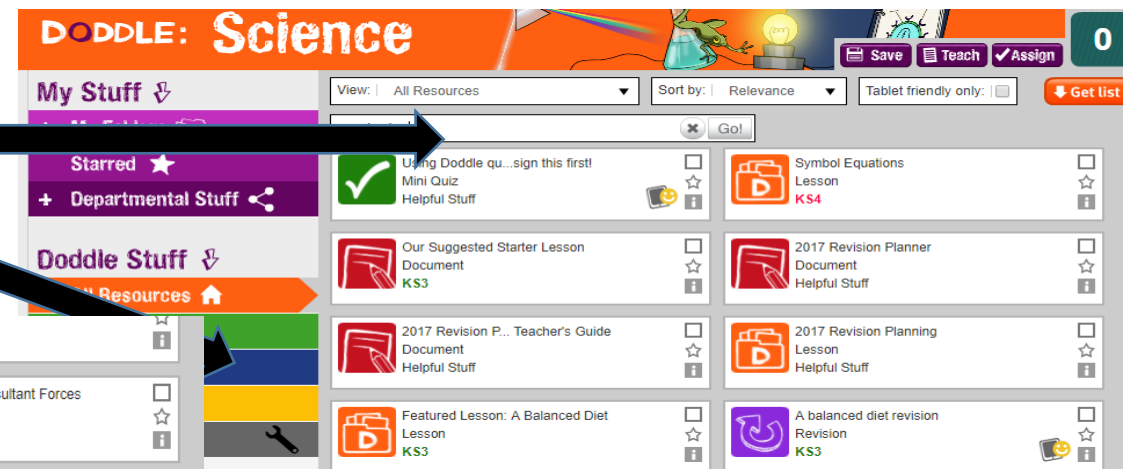 DODDLE: Science
Save Teach Assign 0
My Stuff
View: All Resources
Sort by: Relevance
Tablet friendly only:
Get list
Go!
Starred
+ Departmental Stuff
Doddle Stuff
All Resources
Using Doddle qu...sign this first!
Mini Quiz
Helpful Stuff
Symbol Equations
Lesson
KS4
Our Suggested Starter Lesson
Document
KS3
2017 Revision Planner
Document
Helpful Stuff
2017 Revision P... Teacher's Guide
Document
Helpful Stuff
2017 Revision Planning
Lesson
Helpful Stuff
Featured Lesson: A Balanced Diet
Lesson
KS3
A balanced diet revision
Revision
KS3
Forces